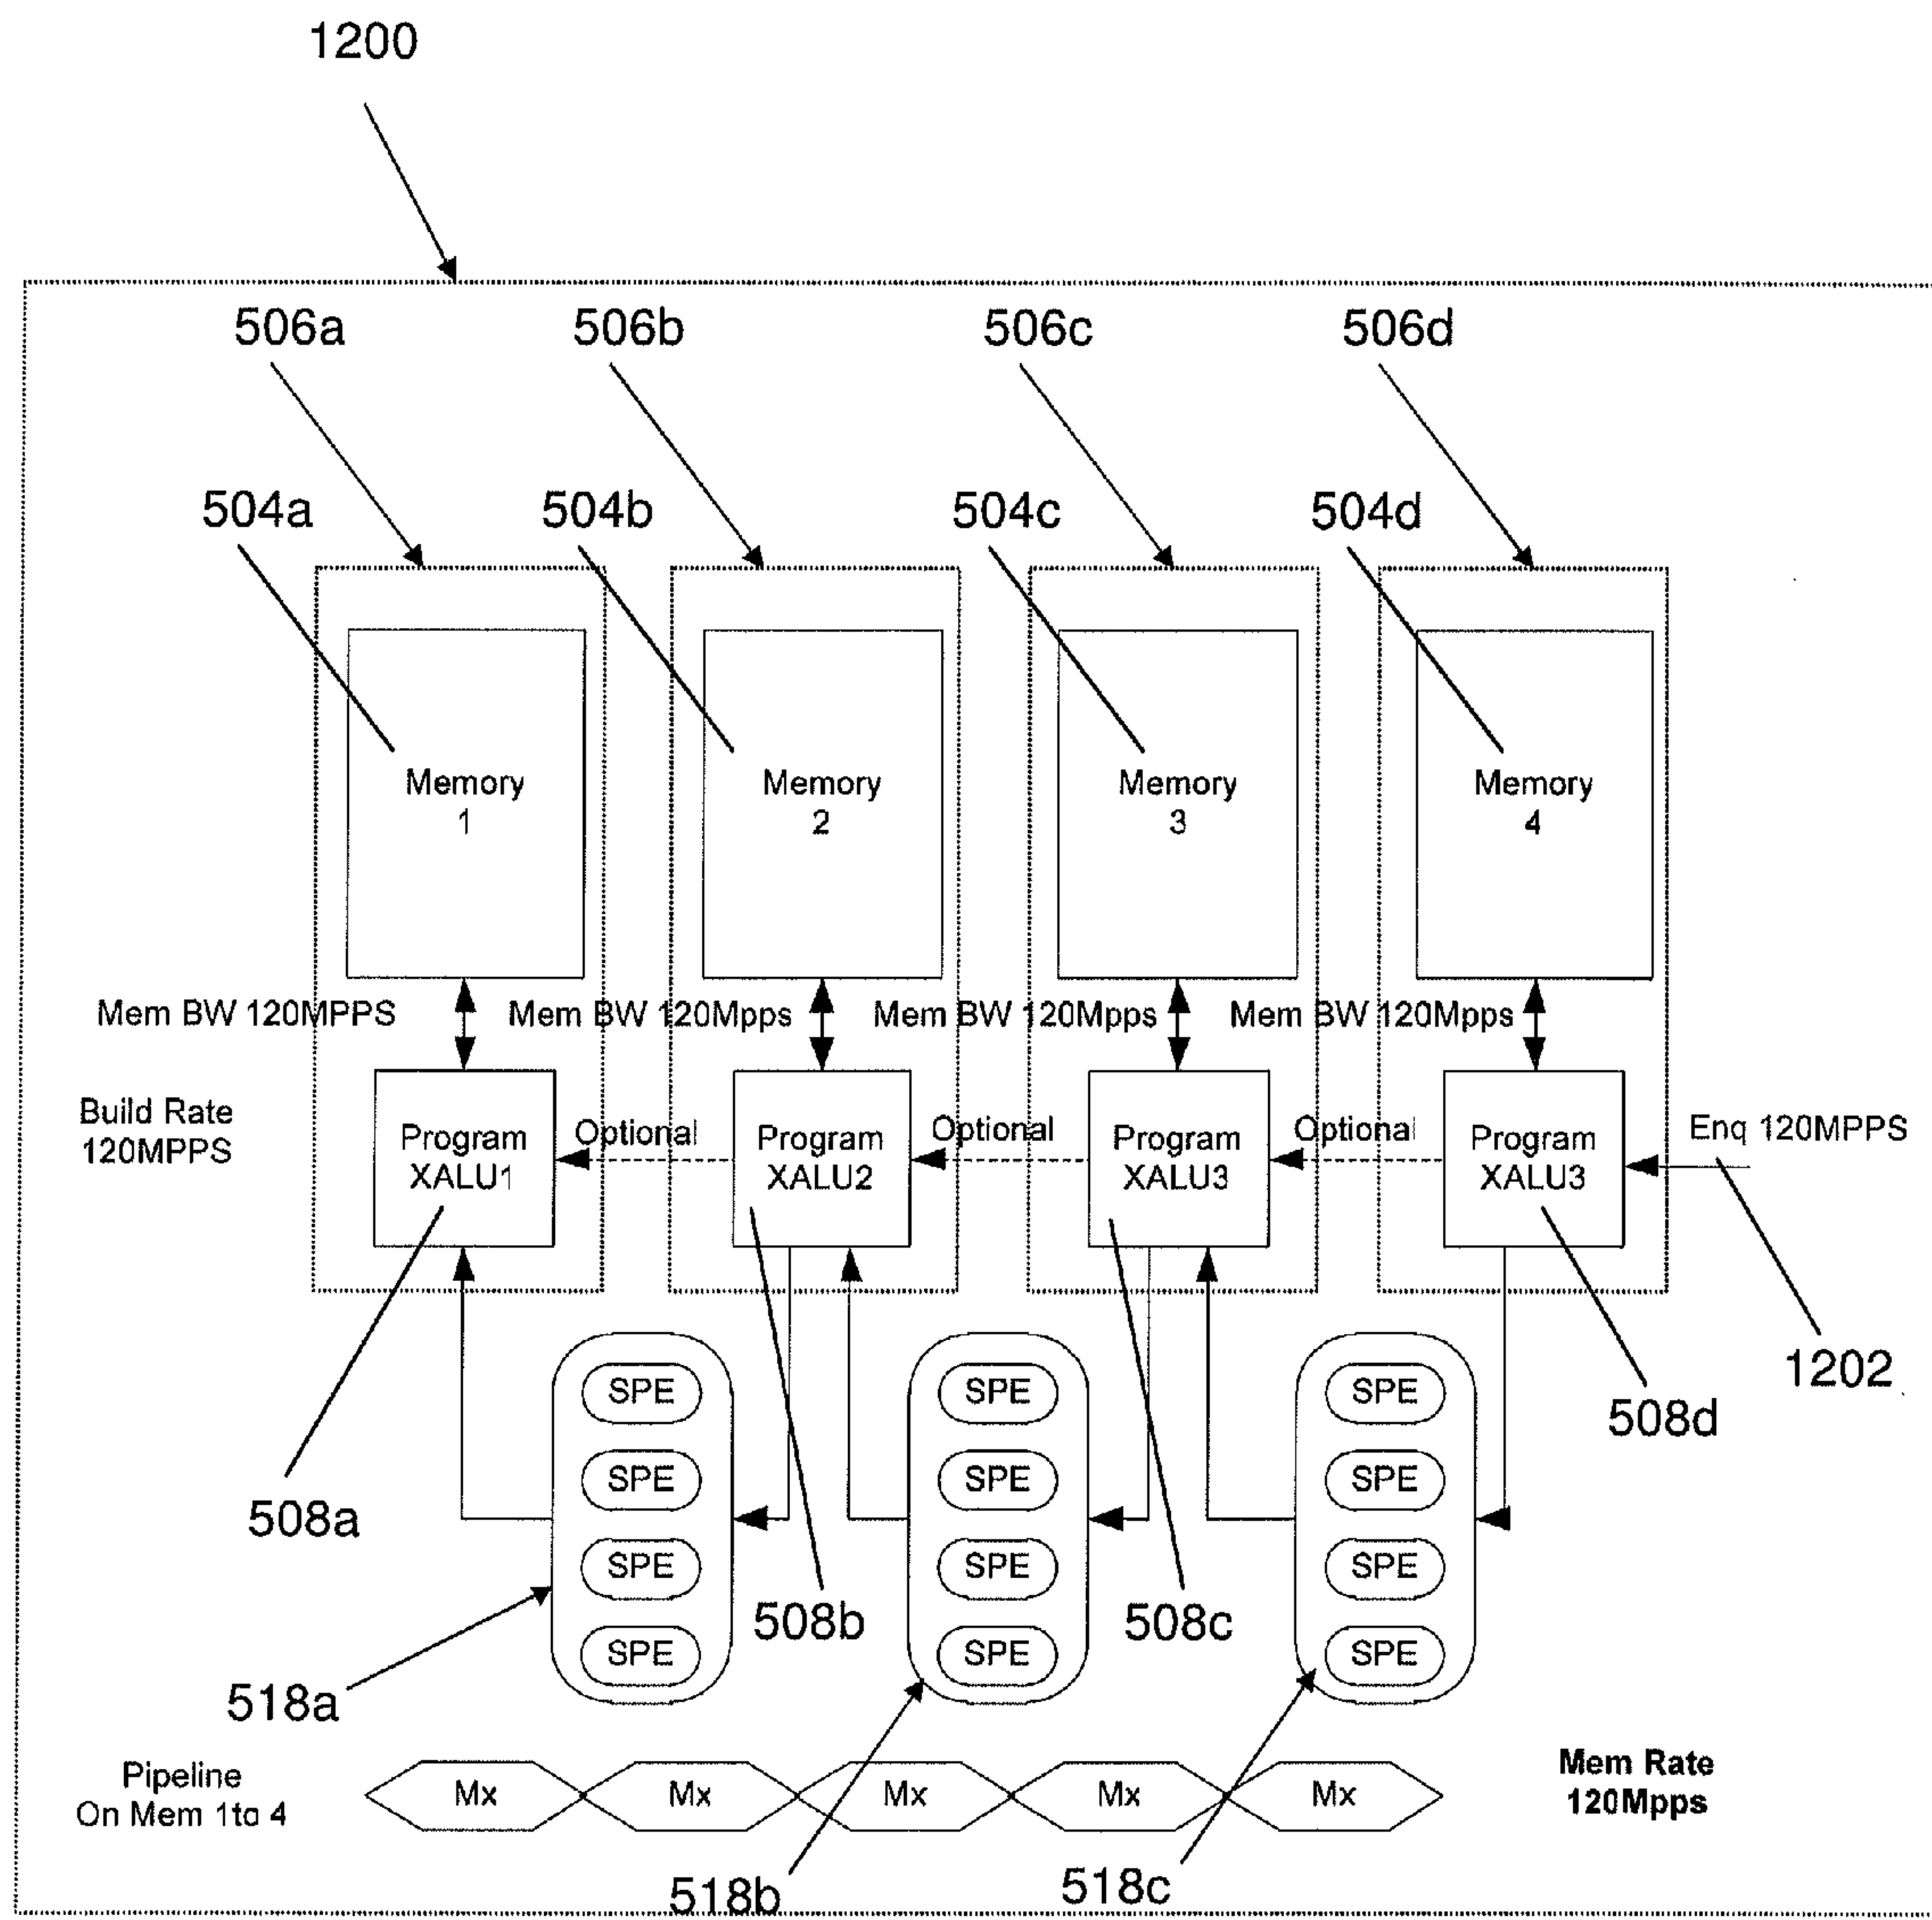 1200
506a
506b
506c
506d
504a
504b
504c
504d
Memory
1
Memory
2
Memory
3
Memory
4
Mem BW 120MPPS
Mem BW 120Mpps
Mem BW 120Mpps
Mem BW 120Mpps
Build Rate
120MPPS
Program
XALU1
Optional
Program
XALU2
Optional
Program
XALU3
Optional
Program
XALU3
Enq 120MPPS
1202
508d
SPE
SPE
SPE
SPE
SPE
SPE
SPE
SPE
SPE
SPE
SPE
SPE
508a
508b
508c
518a
Pipeline
On Mem 1to 4
Mx
Mx
Mx
Mx
Mx
Mem Rate
120Mpps
518b
518c